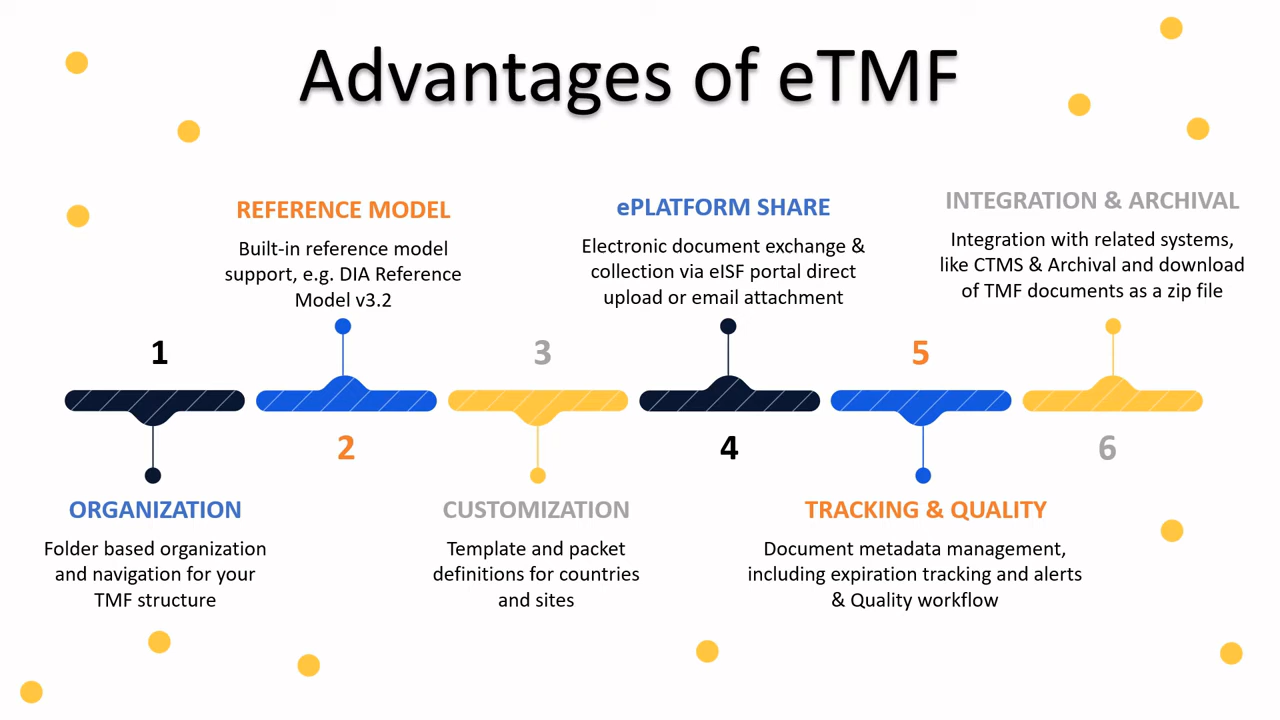 Advantages of eTMF
1
ORGANIZATION
Folder based organization
and navigation for your
TMF structure
REFERENCE MODEL
Built-in reference model
support, e.g. DIA Reference
Model v3.2
2
3
CUSTOMIZATION
Template and packet
definitions for countries
and sites
ePLATFORM SHARE
Electronic document exchange &
collection via eISF portal direct
upload or email attachment
4
5
TRACKING & QUALITY
Document metadata management,
including expiration tracking and alerts
& Quality workflow
INTEGRATION & ARCHIVAL
Integration with related systems,
like CTMS & Archival and download
of TMF documents as a zip file
6